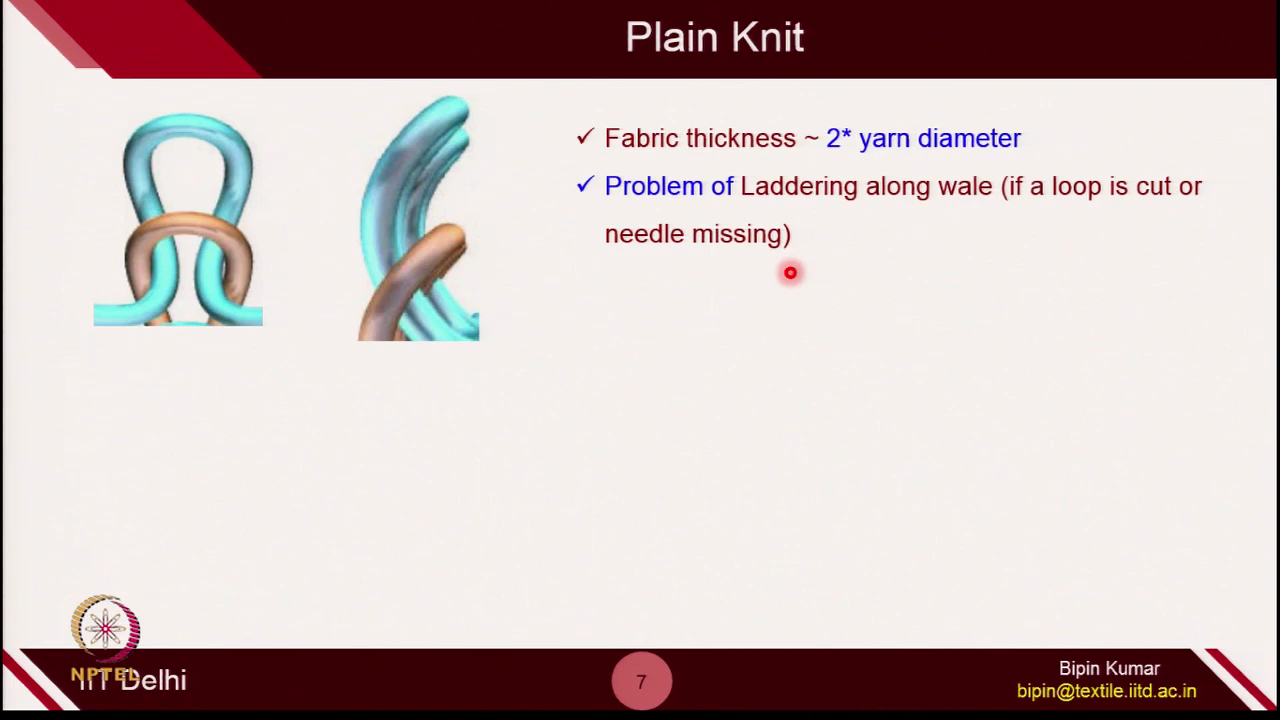 Plain Knit
✓ Fabric thickness ~ 2* yarn diameter
✓ Problem of Laddering along wale (if a loop is cut or
needle missing)
NPTEL
IIT Delhi
7
Bipin Kumar
bipin@textile.iitd.ac.in